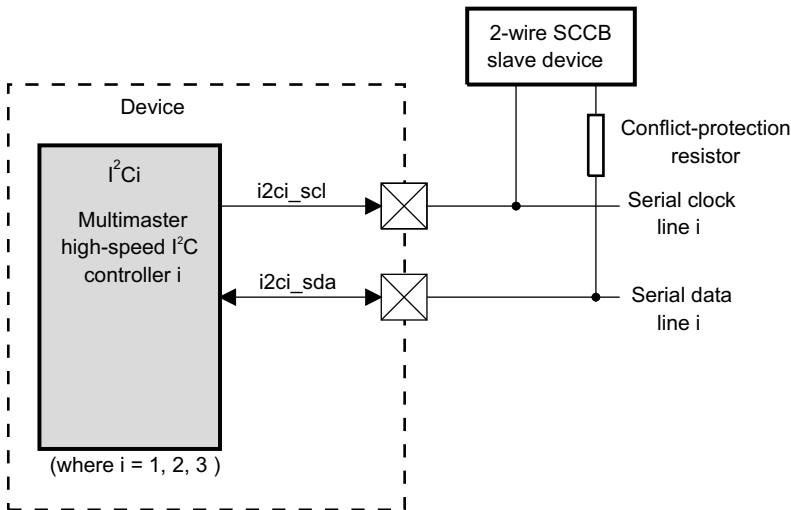 2-wire SCCB
slave device
Device
Conflict-protection
resistor
I²Ci
i2ci_scl
Serial clock
line i
Multimaster
high-speed I²C
controller i
i2ci_sda
Serial data
line i
(where i = 1, 2, 3 )